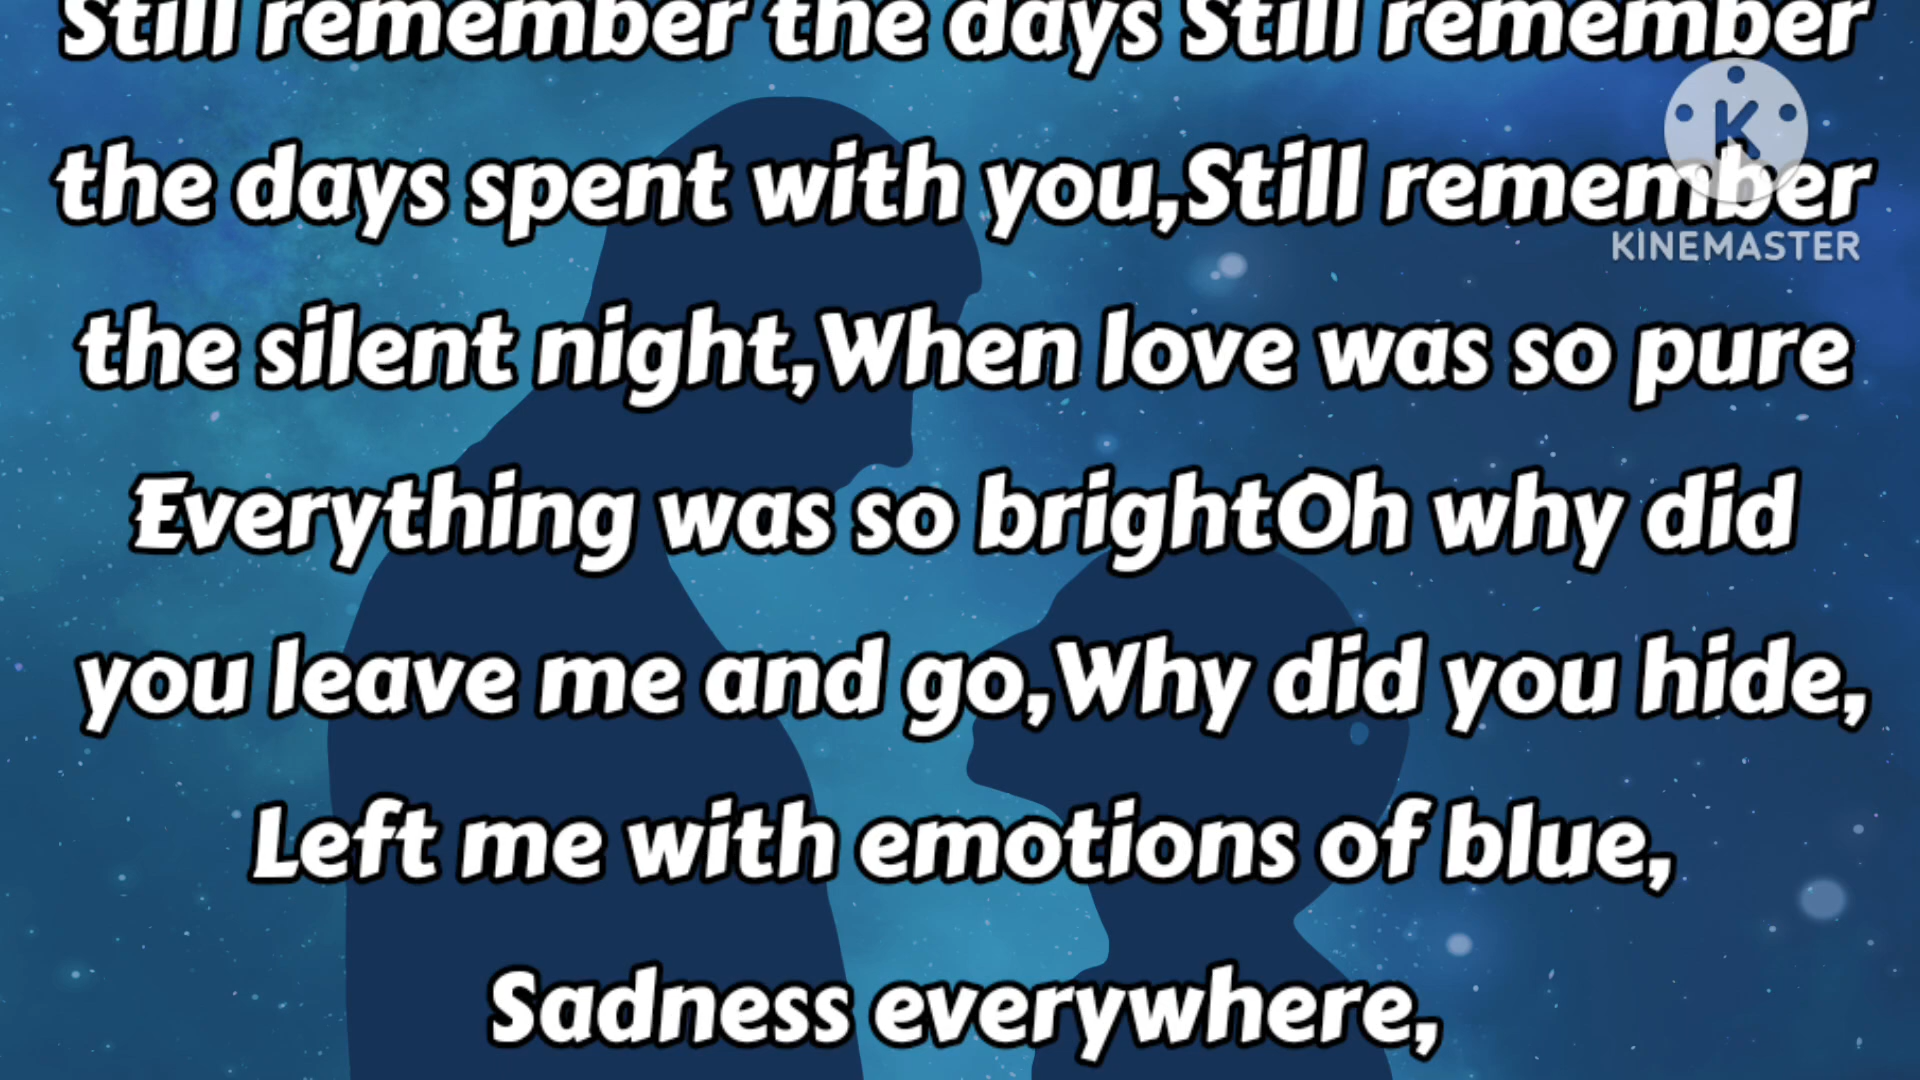 Still remember the days Still remember
the days spent with you,Still remember
the silent night,When love was so pure
Everything was so brightOh why did
you leave me and go,Why did you hide,
Left me with emotions of blue,
Sadness everywhere,
K
KINEMASTER